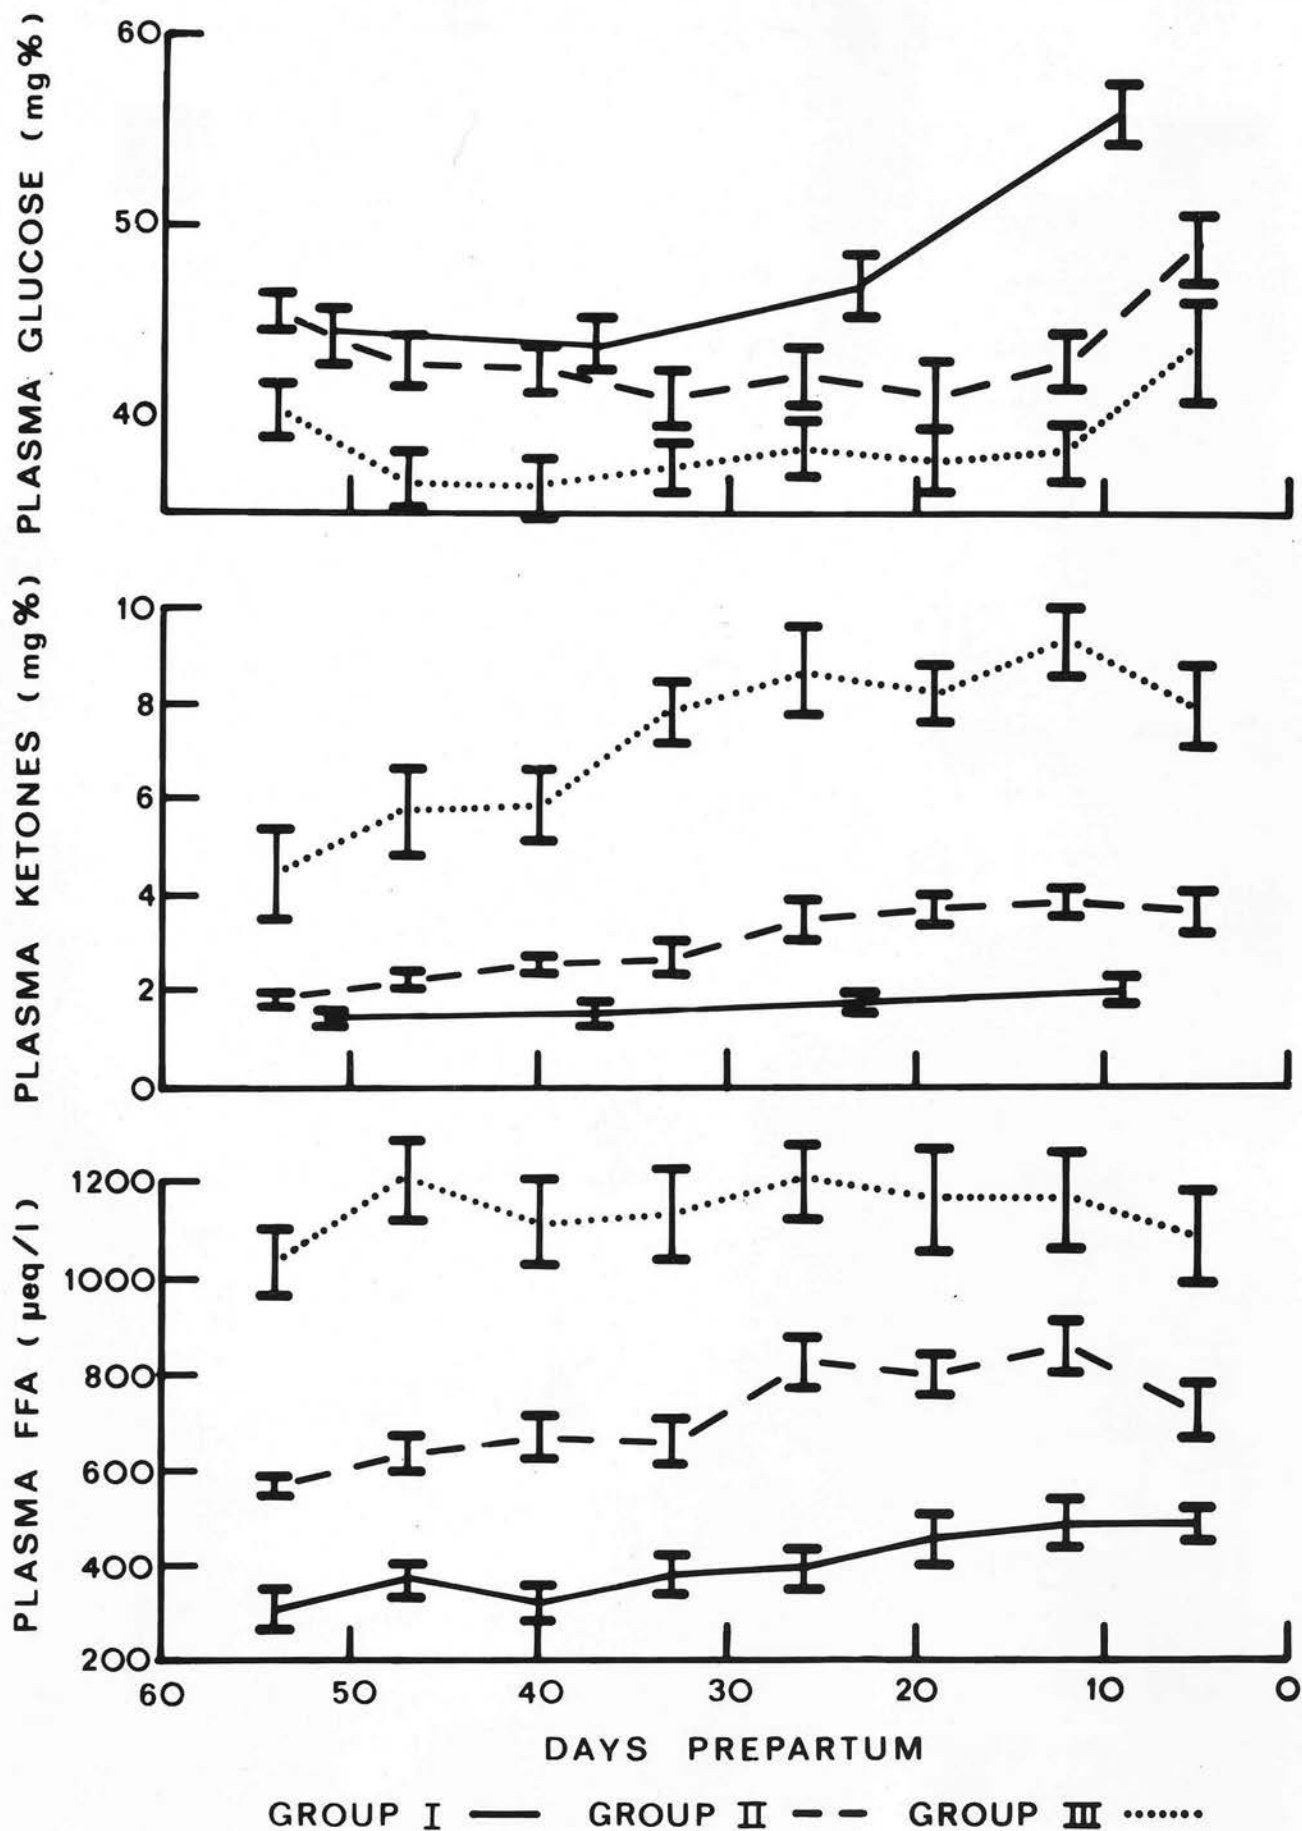 PLASMA GLUCOSE (mg%)
60
50
40
PLASMA KETONES (mg%)
10
8
6
4
2
0
PLASMA FFA (µeq/l)
1200
1000
800
600
400
200
60 50 40 30 20 10 0
DAYS PREPARTUM
GROUP I GROUP II GROUP III